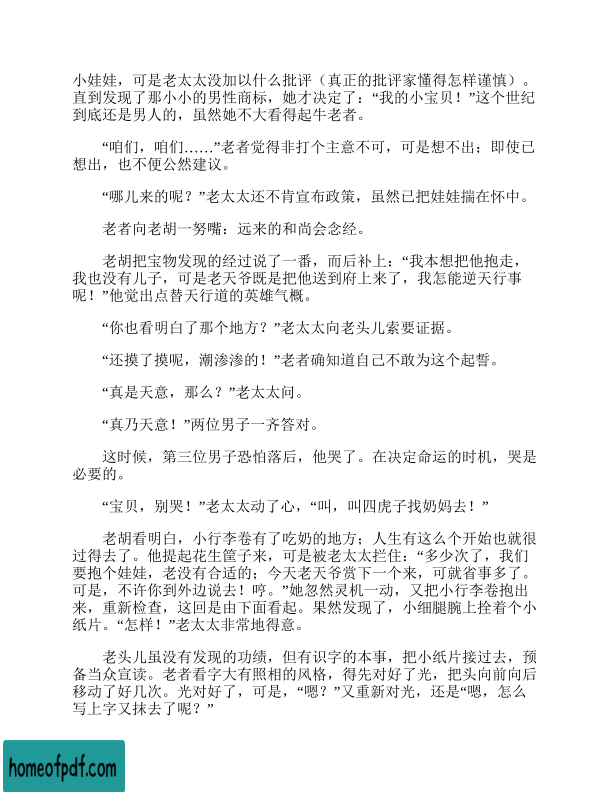 小娃娃，可是老太太没加以什么批评（真正的批评家懂得怎样谨慎）。
直到发现了那小小的男性商标，她才决定了：“我的小宝贝！”这个世纪
到底还是男人的，虽然她不大看得起牛老者。
“咱们，咱们……”老者觉得非打个主意不可，可是想不出；即使已
想出，也不便公然建议。
“哪儿来的呢？”老太太还不肯宣布政策，虽然已把娃娃揣在怀中。
老者向老胡一努嘴：远来的和尚会念经。
老胡把宝物发现的经过说了一番，而后补上：“我本想把他抱走，
我也没有儿子，可是老天爷既是把他送到府上来了，我怎能逆天行事
呢！”他觉出点替天行道的英雄气概。
“你也看明白了那个地方？”老太太向老头儿索要证据。
“还摸了摸呢，潮渗渗的！”老者确知道自己不敢为这个起誓。
“真是天意，那么？”老太太问。
“真乃天意！”两位男子一齐答对。
这时候，第三位男子恐怕落后，他哭了。在决定命运的时机，哭是
必要的。
“宝贝，别哭！”老太太动了心，“叫，叫四虎子找奶妈去！”
老胡看明白，小行李卷有了吃奶的地方；人生有这么个开始也就很
过得去了。他提起花生筐子来，可是被老太太拦住：“多少次了，我们
要抱个娃娃，老没有合适的；今天老天爷赏下一个来，可就省事多了。
可是，不许你到外边说去！哼。”她忽然灵机一动，又把小行李卷抱出
来，重新检查，这回是由下面看起。果然发现了，小细腿腕上拴着个小
纸片。“怎样！”老太太非常地得意。
老头儿虽没有发现的功绩，但有识字的本事，把小纸片接过去，预
备当众宣读。老者看字大有照相的风格，得先对好了光，把头向前向后
移动了好几次。光对好了，可是，“嗯？”又重新对光，还是“嗯，怎么
写上字又抹去了呢？”
homeofpdf.com